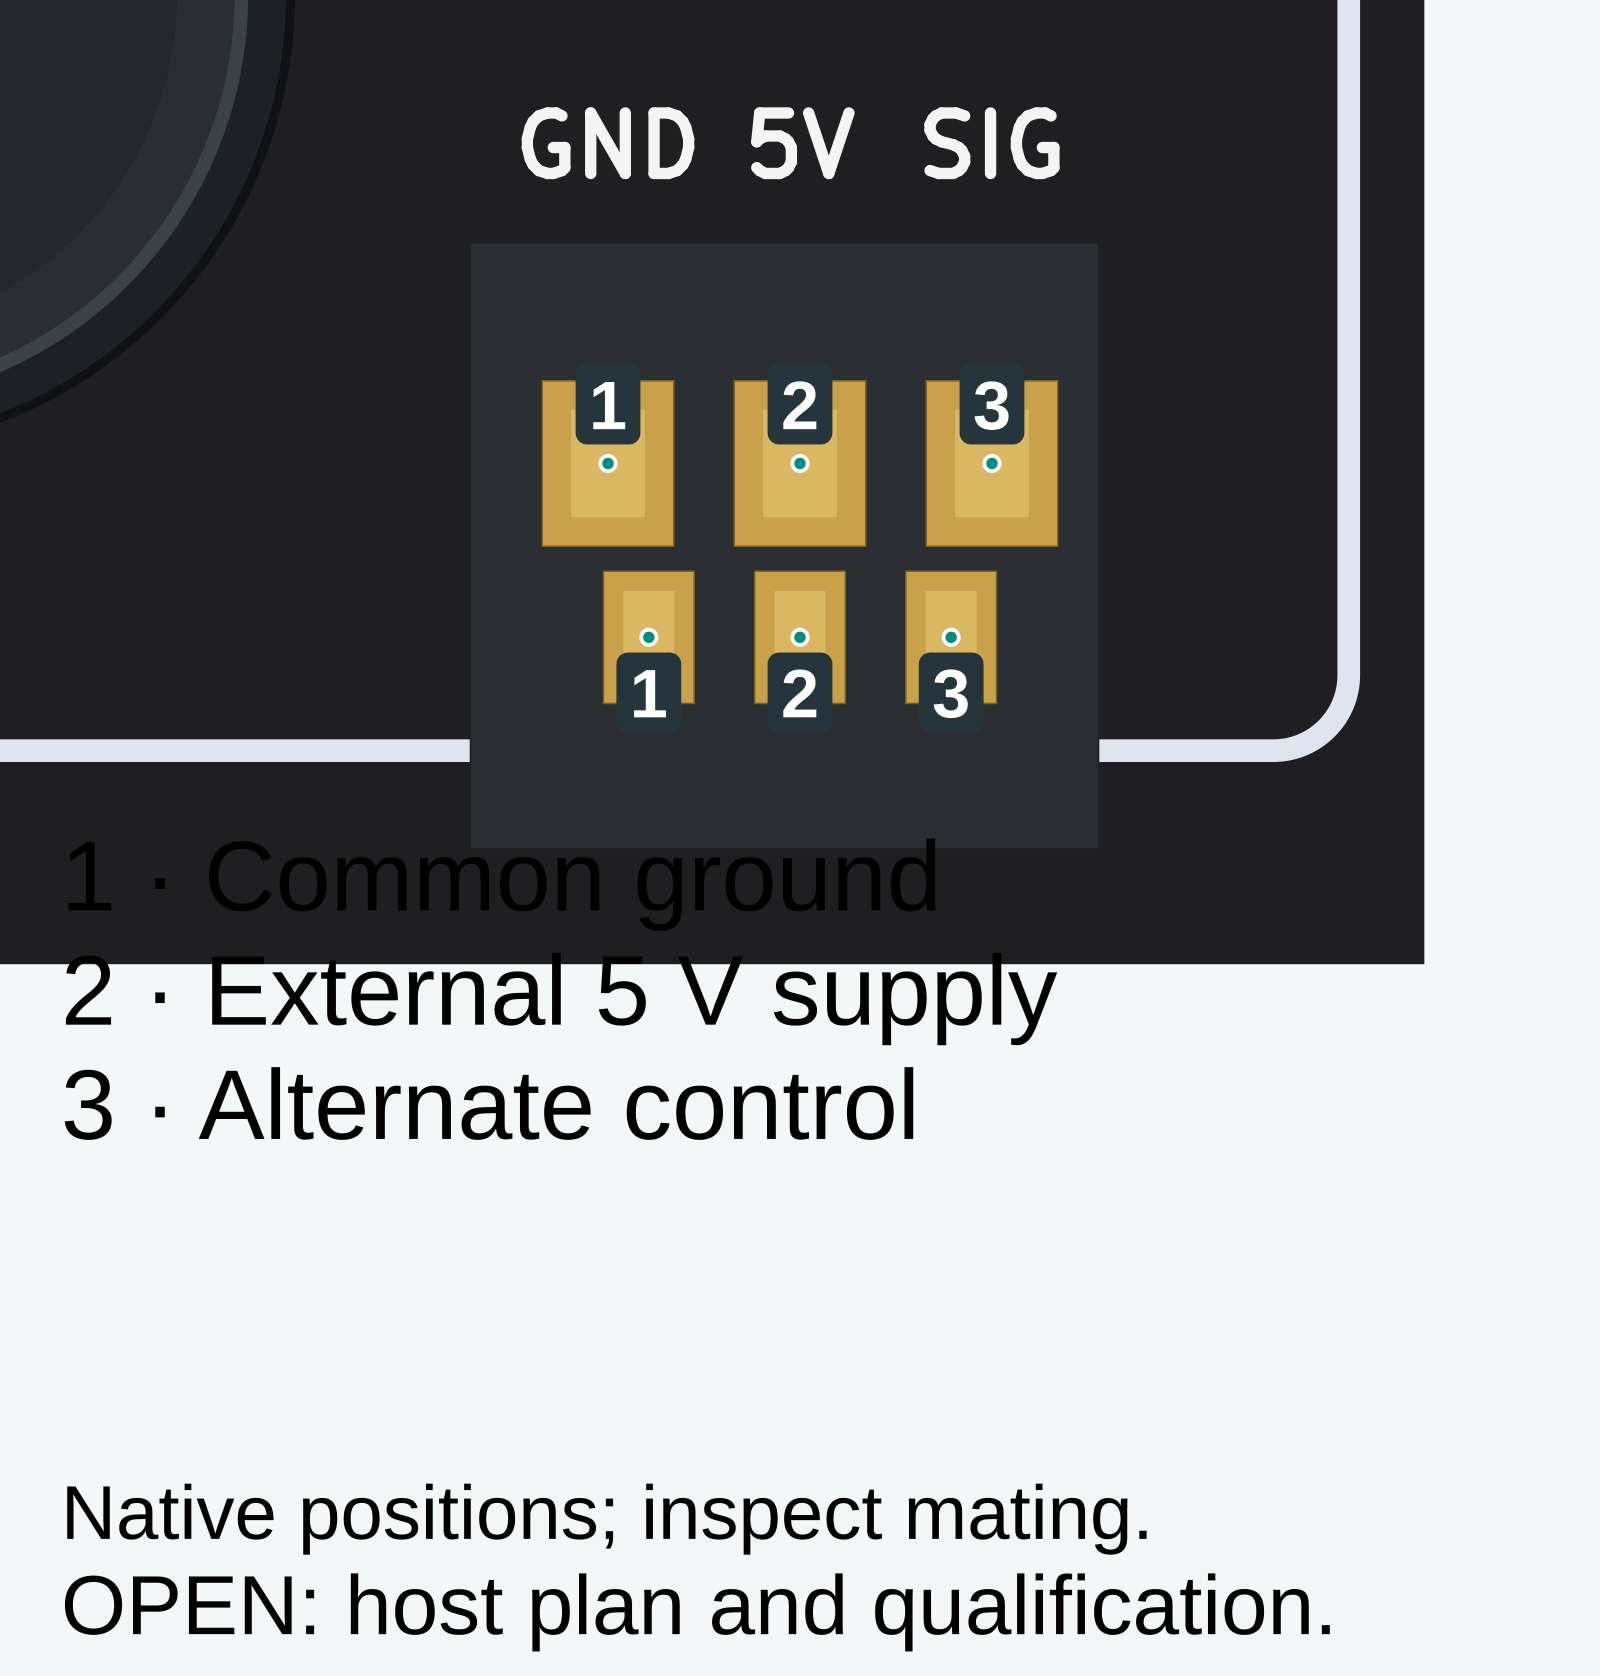 GND 5V SIG
1 2 3
1 2 3
1 · Common ground
2 · External 5 V supply
3 · Alternate control
Native positions; inspect mating.
OPEN: host plan and qualification.